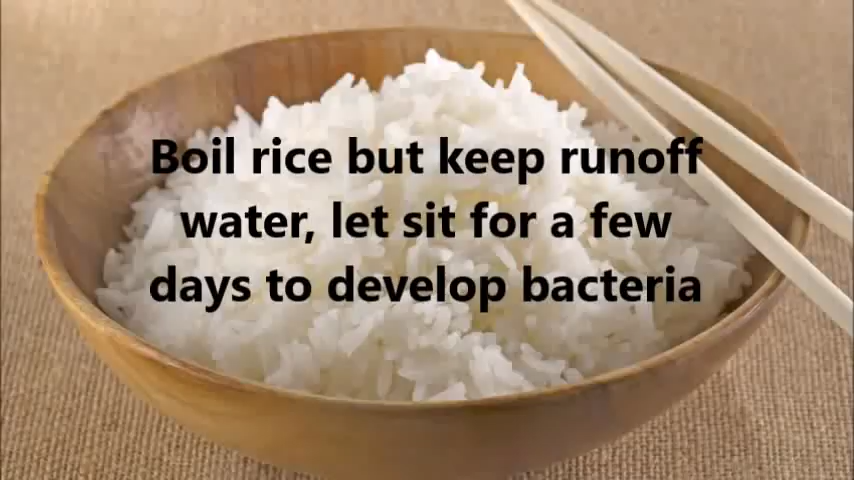 Boil rice but keep runoff
water, let sit for a few
days to develop bacteria